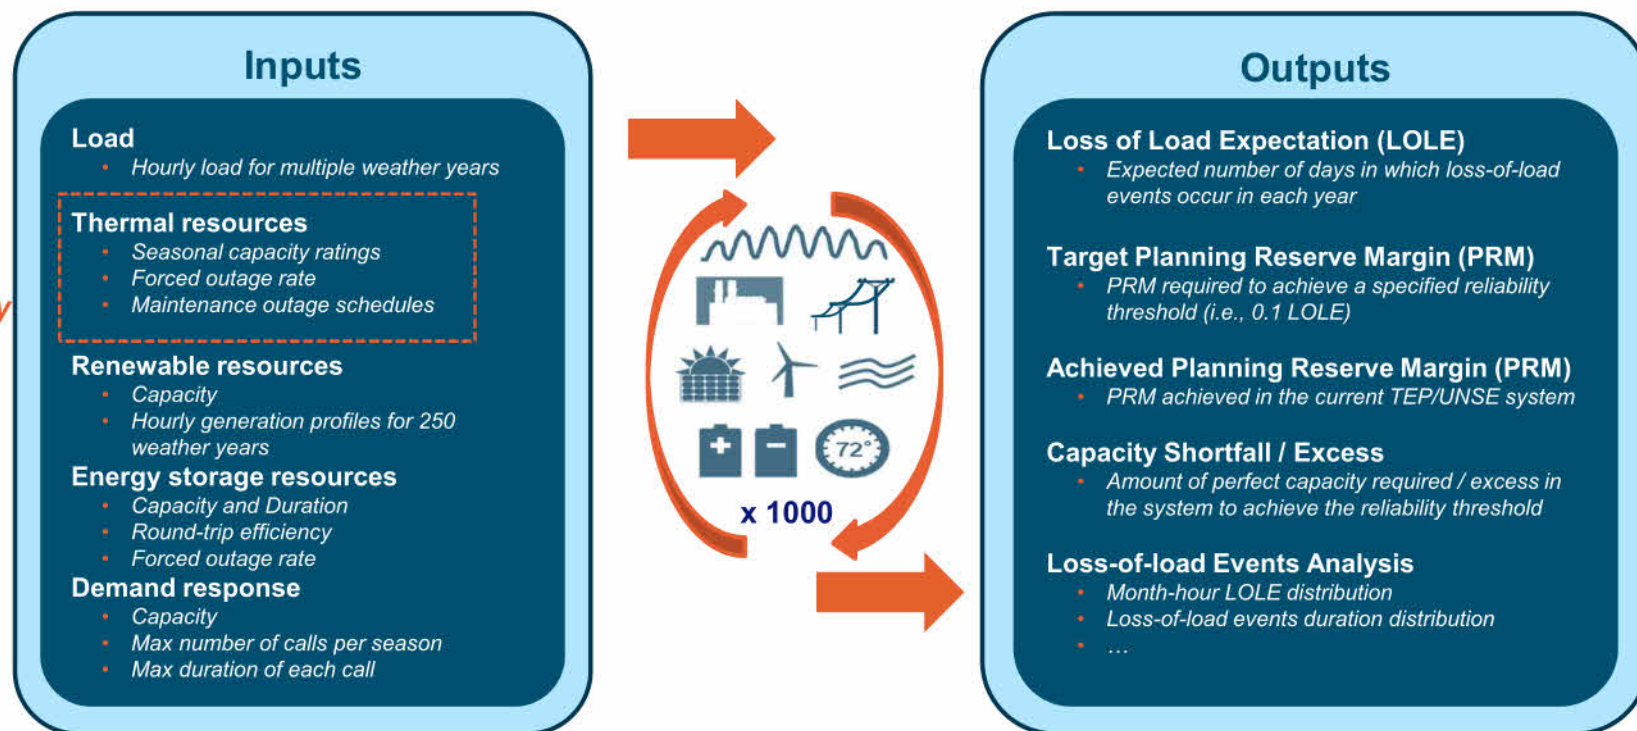 Inputs
Load
• Hourly load for multiple weather years
Thermal resources
• Seasonal capacity ratings
• Forced outage rate
• Maintenance outage schedules
Renewable resources
• Capacity
• Hourly generation profiles for 250
weather years
Energy storage resources
• Capacity and Duration
• Round-trip efficiency
• Forced outage rate
Demand response
• Capacity
• Max number of calls per season
• Max duration of each call
+
−
72°
x 1000
Outputs
Loss of Load Expectation (LOLE)
• Expected number of days in which loss-of-load
events occur in each year
Target Planning Reserve Margin (PRM)
• PRM required to achieve a specified reliability
threshold (i.e., 0.1 LOLE)
Achieved Planning Reserve Margin (PRM)
• PRM achieved in the current TEP/UNSE system
Capacity Shortfall / Excess
• Amount of perfect capacity required / excess in
the system to achieve the reliability threshold
Loss-of-load Events Analysis
• Month-hour LOLE distribution
• Loss-of-load events duration distribution
• …